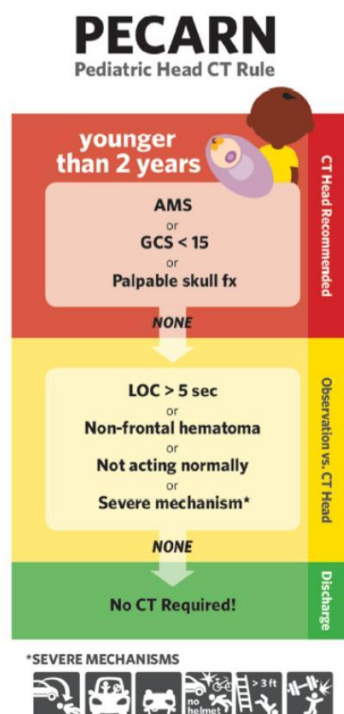 PECARN
Pediatric Head CT Rule
younger
than 2 years
AMS
or
GCS < 15
or
Palpable skull fx
NONE
CT Head Recommended
LOC > 5 sec
or
Non-frontal hematoma
or
Not acting normally
or
Severe mechanism*
NONE
Observation vs. CT Head
No CT Required!
Discharge
*SEVERE MECHANISMS
no
helmet
> 3 ft